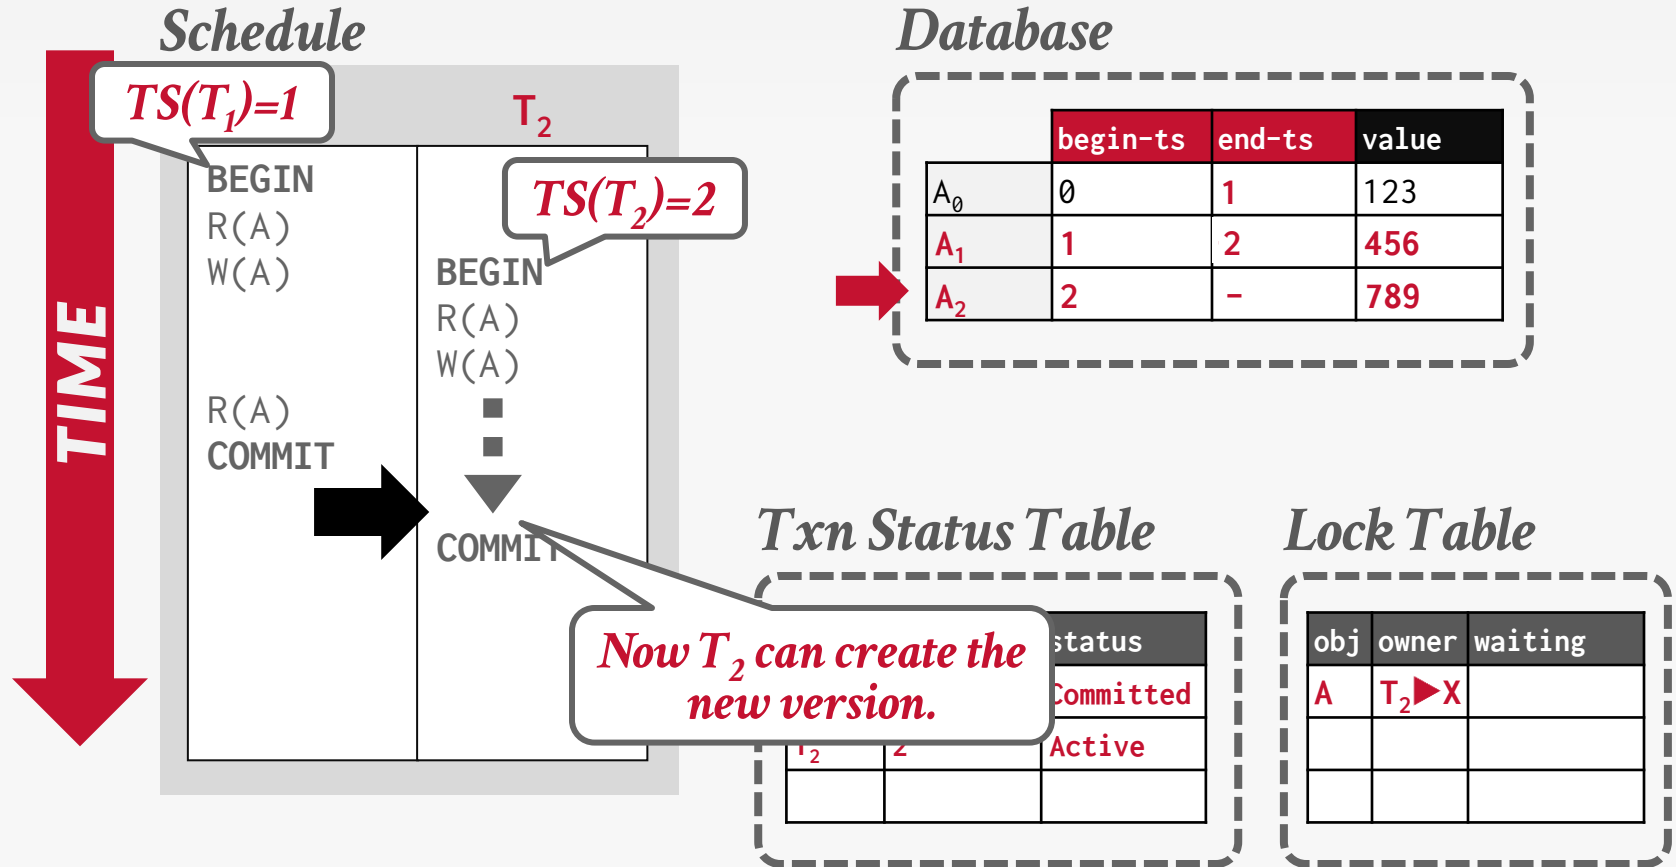 Schedule
TIME
TS(T1)=1
T2
BEGIN
R(A)
W(A)
R(A)
COMMIT
TS(T2)=2
BEGIN
R(A)
W(A)
COMMIT
Now T2 can create the
new version.
Database
begin-ts end-ts value
A0 0 1 123
A1 1 2 456
A2 2 – 789
Txn Status Table
status
Committed
T2 2 Active
Lock Table
obj owner waiting
A T2▶X